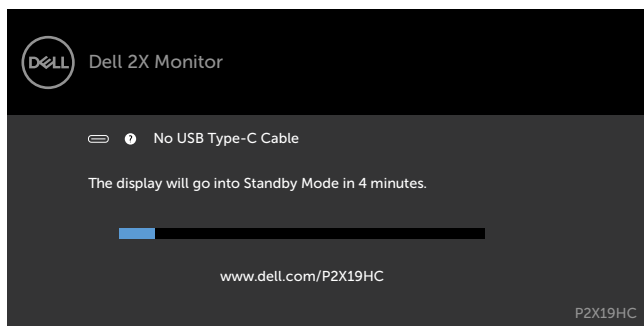 DELL
Dell 2X Monitor
? No USB Type-C Cable
The display will go into Standby Mode in 4 minutes.
www.dell.com/P2X19HC
P2X19HC